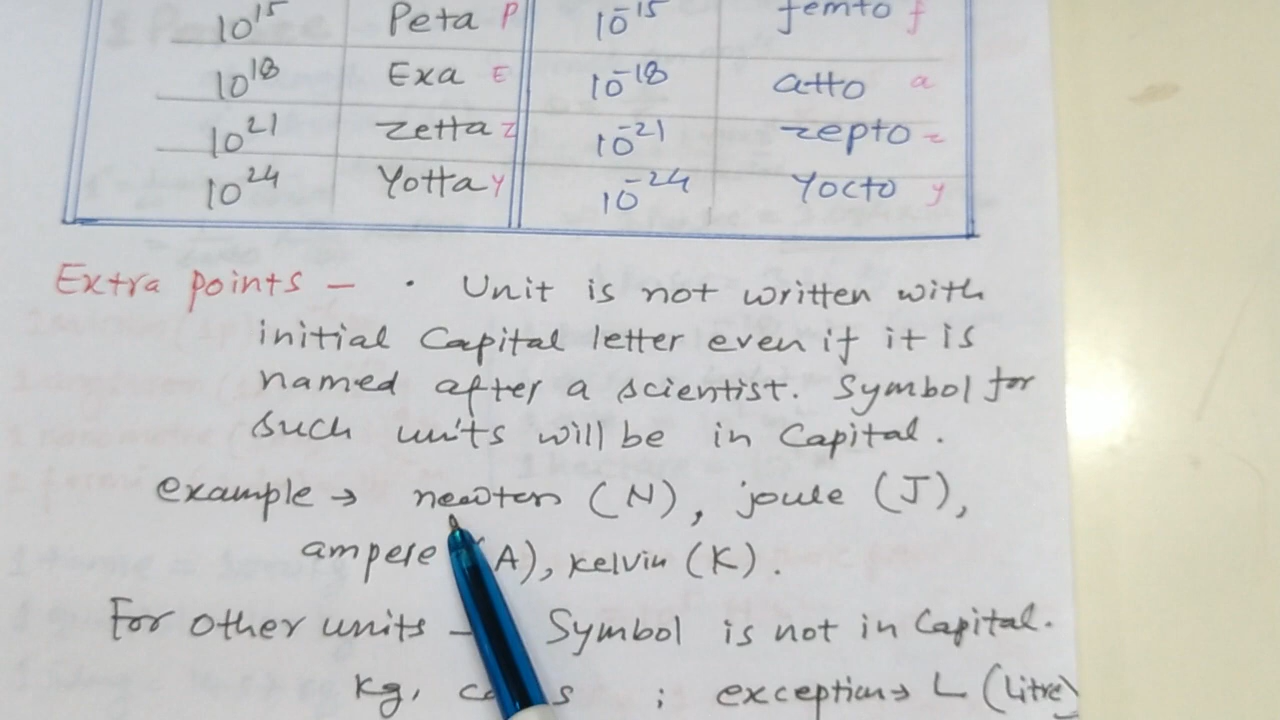 10^15 Peta P 10^-15 femto f
10^18 Exa E 10^-18 atto a
10^21 Zetta Z 10^-21 zepto z
10^24 Yotta Y 10^-24 Yocto y
Extra points - · Unit is not written with
initial Capital letter even if it is
named after a scientist. Symbol for
such units will be in Capital.
example → newton (N), joule (J),
ampere (A), kelvin (K).
For other units - Symbol is not in Capital.
kg, ; exception → L (litre)